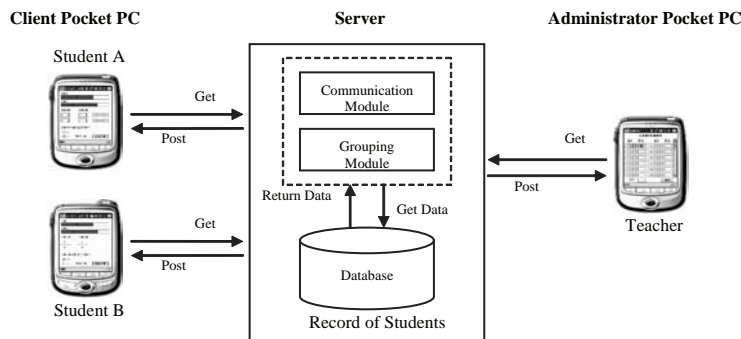 Client Pocket PC
Server
Administrator Pocket PC
Student A
Get
Post
Communication
Module
Grouping
Module
Get
Post
Return Data
Get Data
Teacher
Get
Post
Database
Student B
Record of Students